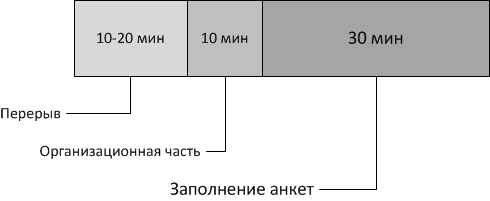 10-20 мин
10 мин
30 мин
Перерыв
Организационная часть
Заполнение анкет